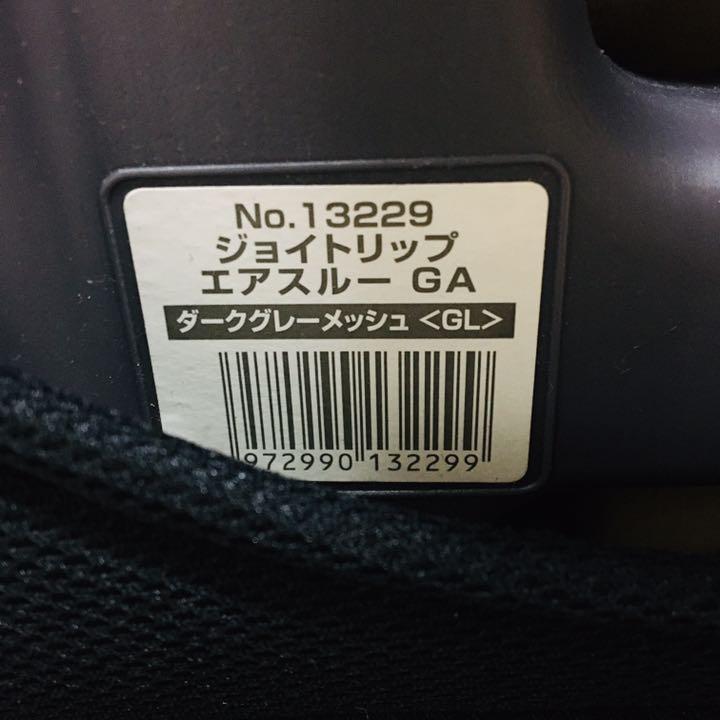 No.13229
ジョイトリップ
エアスルー GA
ダークグレーメッシュ <GL>
972990 132299